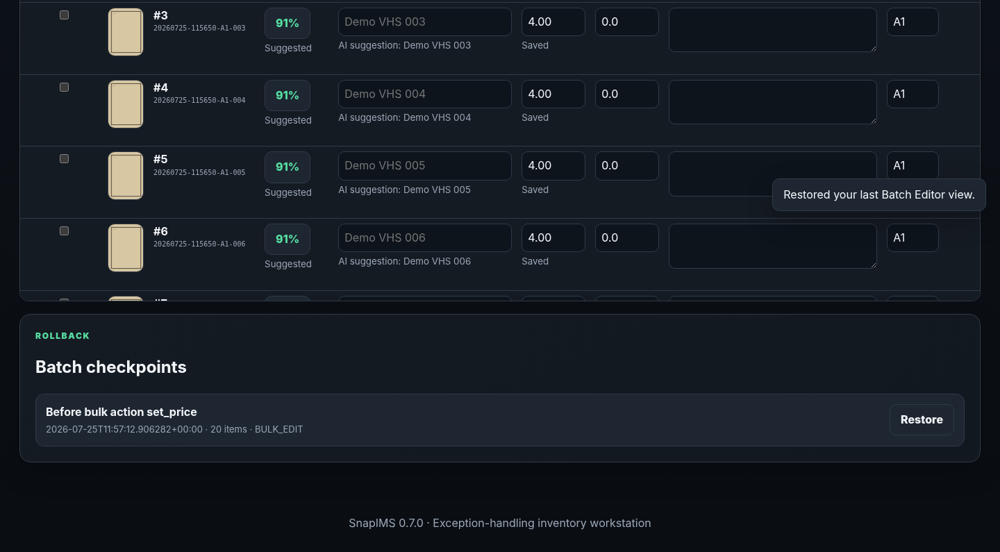 #3
20260725-115650-A1-003
91%
Suggested
Demo VHS 003
AI suggestion: Demo VHS 003
4.00
Saved
0.0
A1
#4
20260725-115650-A1-004
91%
Suggested
Demo VHS 004
AI suggestion: Demo VHS 004
4.00
Saved
0.0
A1
#5
20260725-115650-A1-005
91%
Suggested
Demo VHS 005
AI suggestion: Demo VHS 005
4.00
Saved
0.0
A1
Restored your last Batch Editor view.
#6
20260725-115650-A1-006
91%
Suggested
Demo VHS 006
AI suggestion: Demo VHS 006
4.00
Saved
0.0
A1
ROLLBACK
Batch checkpoints
Before bulk action set_price
2026-07-25T11:57:12.906282+00:00 · 20 items · BULK_EDIT
Restore
SnapIMS 0.7.0 · Exception-handling inventory workstation